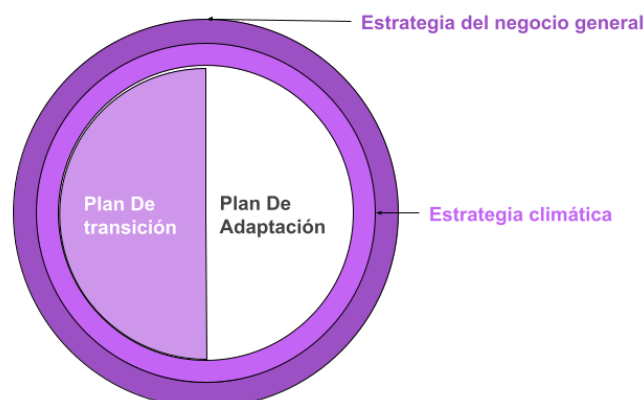 Estrategia del negocio general
Plan De
transición
Plan De
Adaptación
Estrategia climática